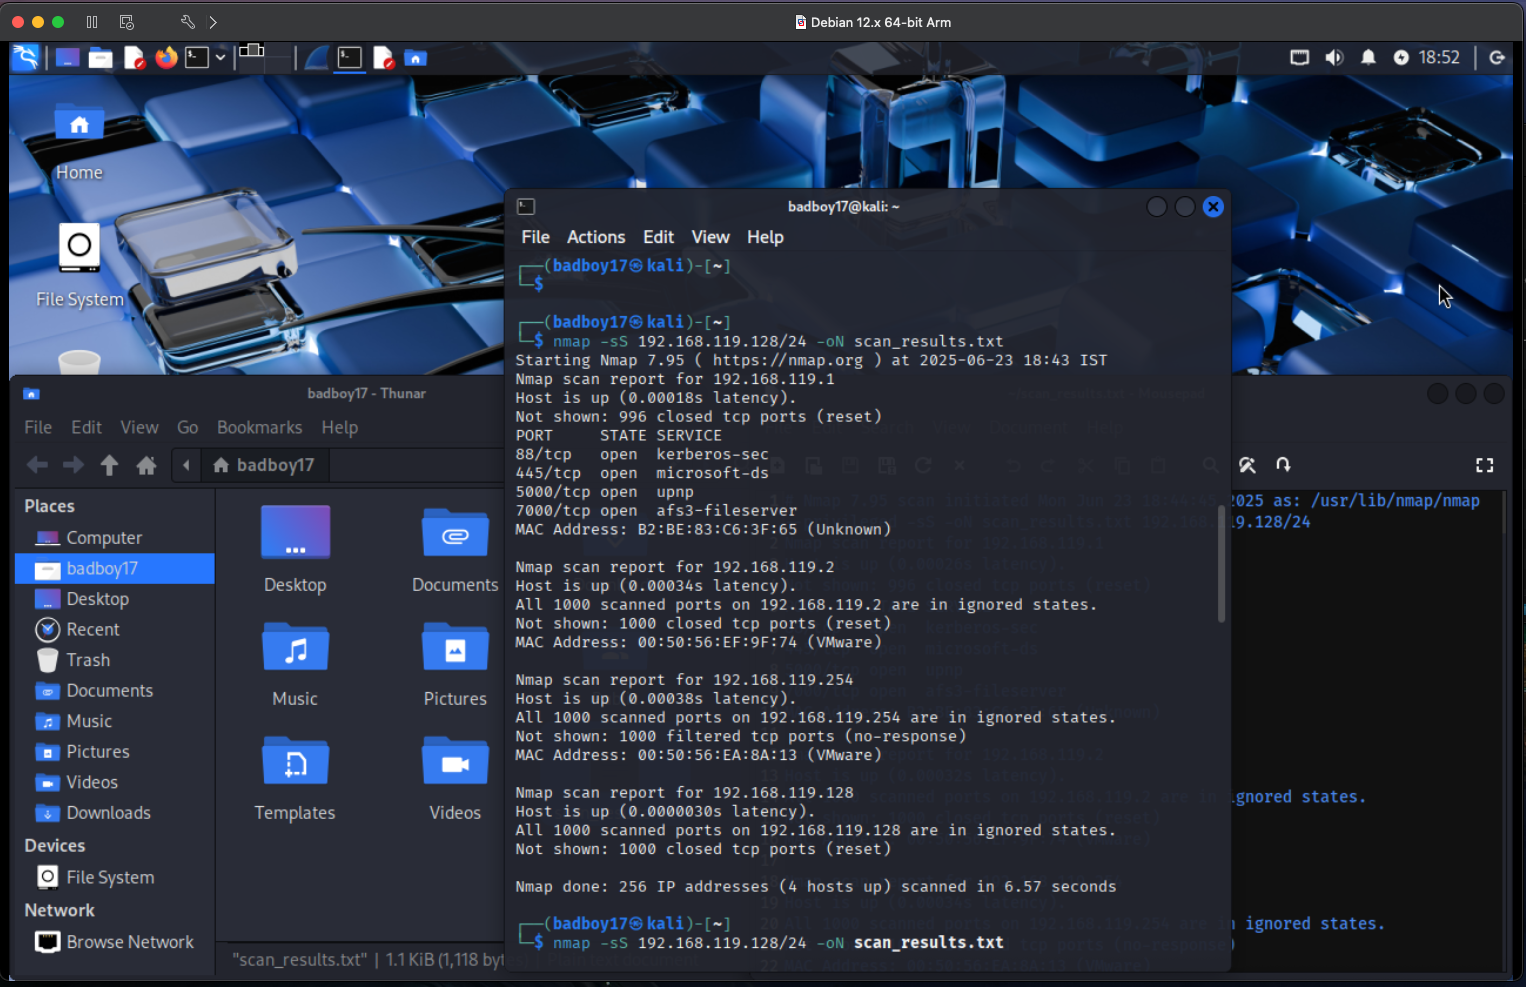 Debian 12.x 64-bit Arm
18:52
Home
File System
badboy17@kali: ~
File Actions Edit View Help
┌──(badboy17㉿kali)-[~]
└─$
┌──(badboy17㉿kali)-[~]
└─$ nmap -sS 192.168.119.128/24 -oN scan_results.txt
Starting Nmap 7.95 ( https://nmap.org ) at 2025-06-23 18:43 IST
Nmap scan report for 192.168.119.1
Host is up (0.00018s latency).
Not shown: 996 closed tcp ports (reset)
PORT     STATE SERVICE
88/tcp   open  kerberos-sec
445/tcp  open  microsoft-ds
5000/tcp open  upnp
7000/tcp open  afs3-fileserver
MAC Address: B2:BE:83:C6:3F:65 (Unknown)
Nmap scan report for 192.168.119.2
Host is up (0.00034s latency).
All 1000 scanned ports on 192.168.119.2 are in ignored states.
Not shown: 1000 closed tcp ports (reset)
MAC Address: 00:50:56:EF:9F:74 (VMware)
Nmap scan report for 192.168.119.254
Host is up (0.00038s latency).
All 1000 scanned ports on 192.168.119.254 are in ignored states.
Not shown: 1000 filtered tcp ports (no-response)
MAC Address: 00:50:56:EA:8A:13 (VMware)
Nmap scan report for 192.168.119.128
Host is up (0.0000030s latency).
All 1000 scanned ports on 192.168.119.128 are in ignored states.
Not shown: 1000 closed tcp ports (reset)
Nmap done: 256 IP addresses (4 hosts up) scanned in 6.57 seconds
┌──(badboy17㉿kali)-[~]
└─$ nmap -sS 192.168.119.128/24 -oN scan_results.txt
badboy17 - Thunar
File Edit View Go Bookmarks Help
badboy17
Places
Computer
badboy17
Desktop
Recent
Trash
Documents
Music
Pictures
Videos
Downloads
Devices
File System
Network
Browse Network
Desktop
Documents
Music
Pictures
Templates
Videos
"scan_results.txt" | 1.1 KiB (1,118 byt
2025 as: /usr/lib/nmap/nmap
19.128/24
ignored states.
n ignored states.